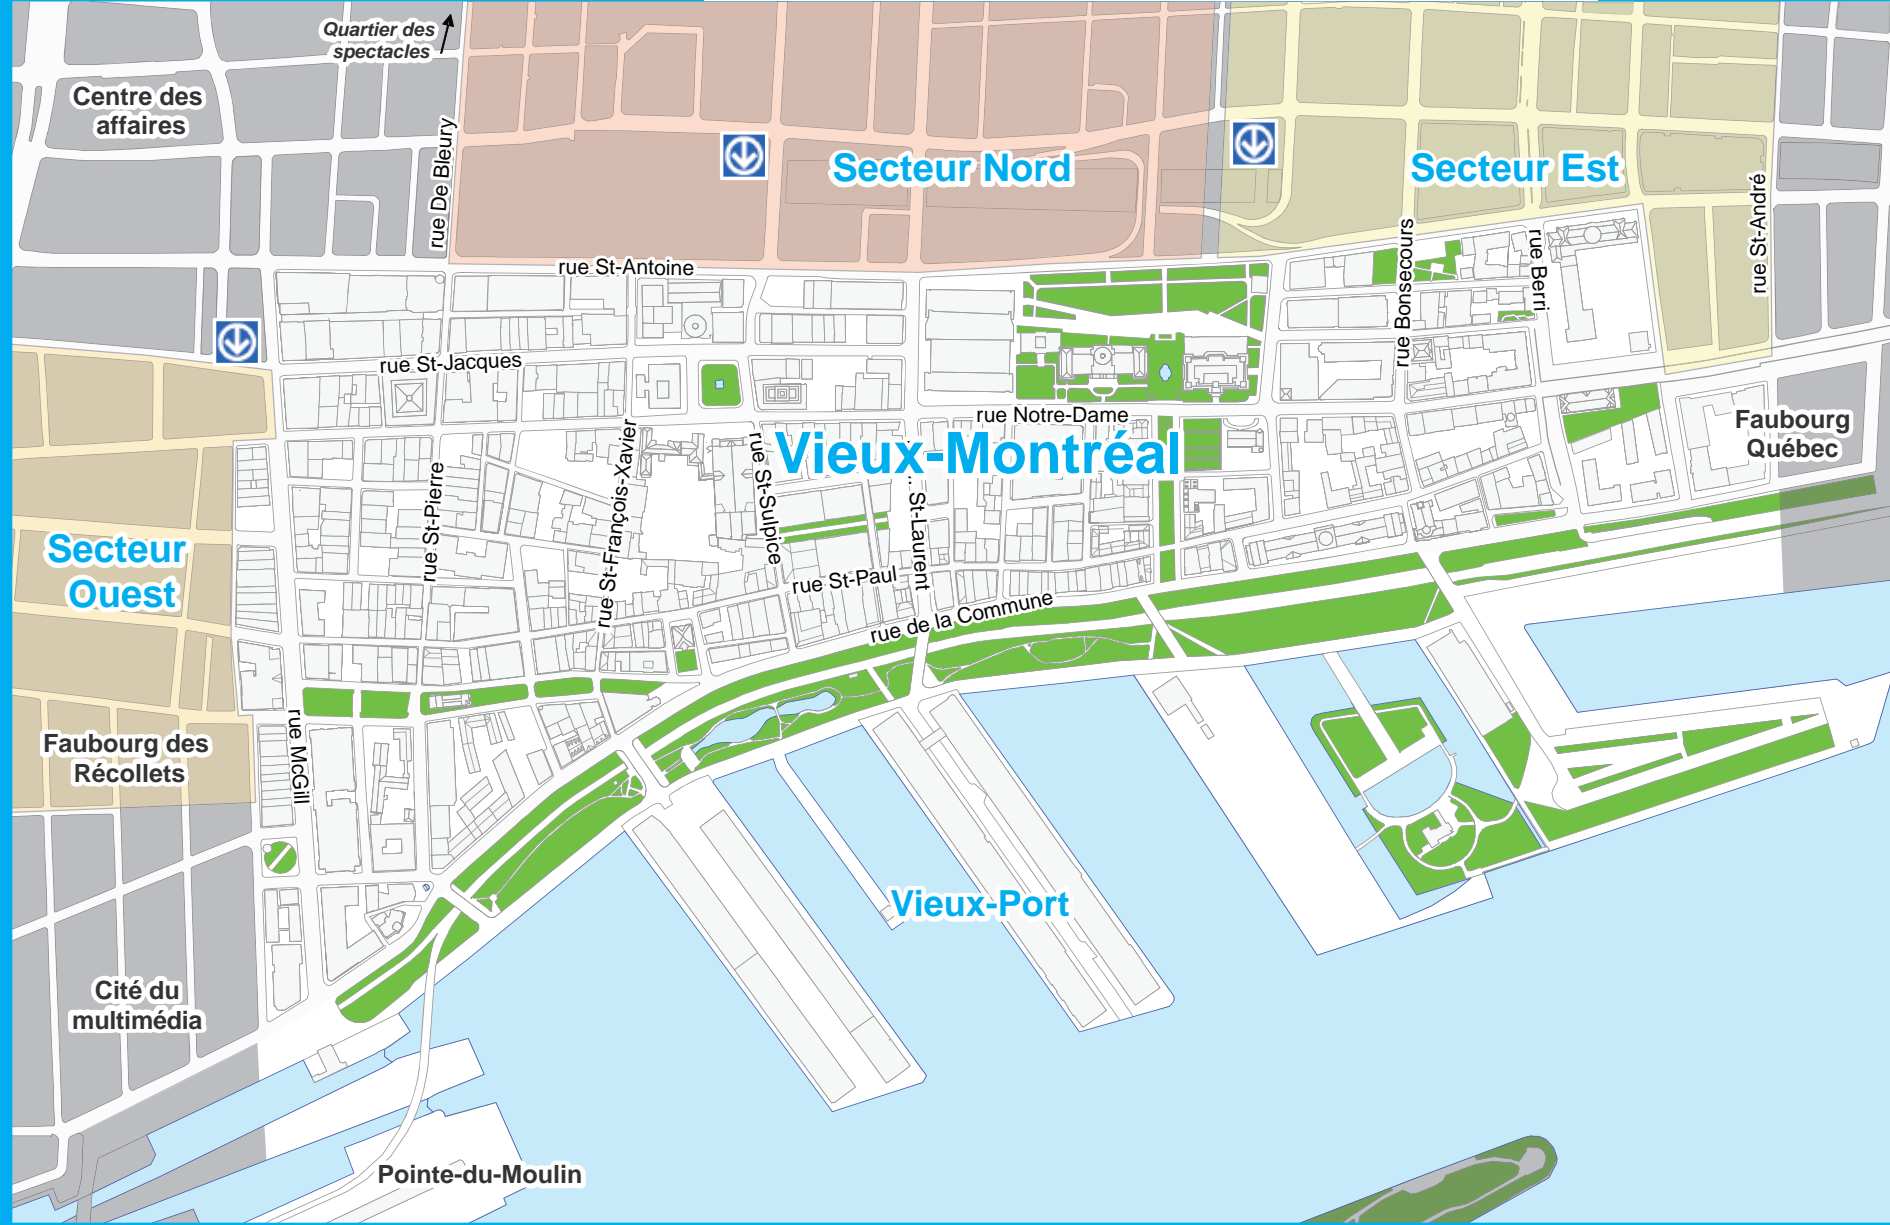 Quartier des
spectacles
Centre des
affaires
rue De Bleury
Secteur Nord
Secteur Est
rue St-André
rue Bonsecours
rue Berri
rue St-Antoine
rue St-Jacques
rue Notre-Dame
Faubourg
Québec
Vieux-Montréal
rue St-Pierre
rue St-François-Xavier
rue St-Sulpice
St-Laurent
Secteur
Ouest
rue St-Paul
rue de la Commune
Faubourg des
Récollets
rue McGill
Vieux-Port
Cité du
multimédia
Pointe-du-Moulin